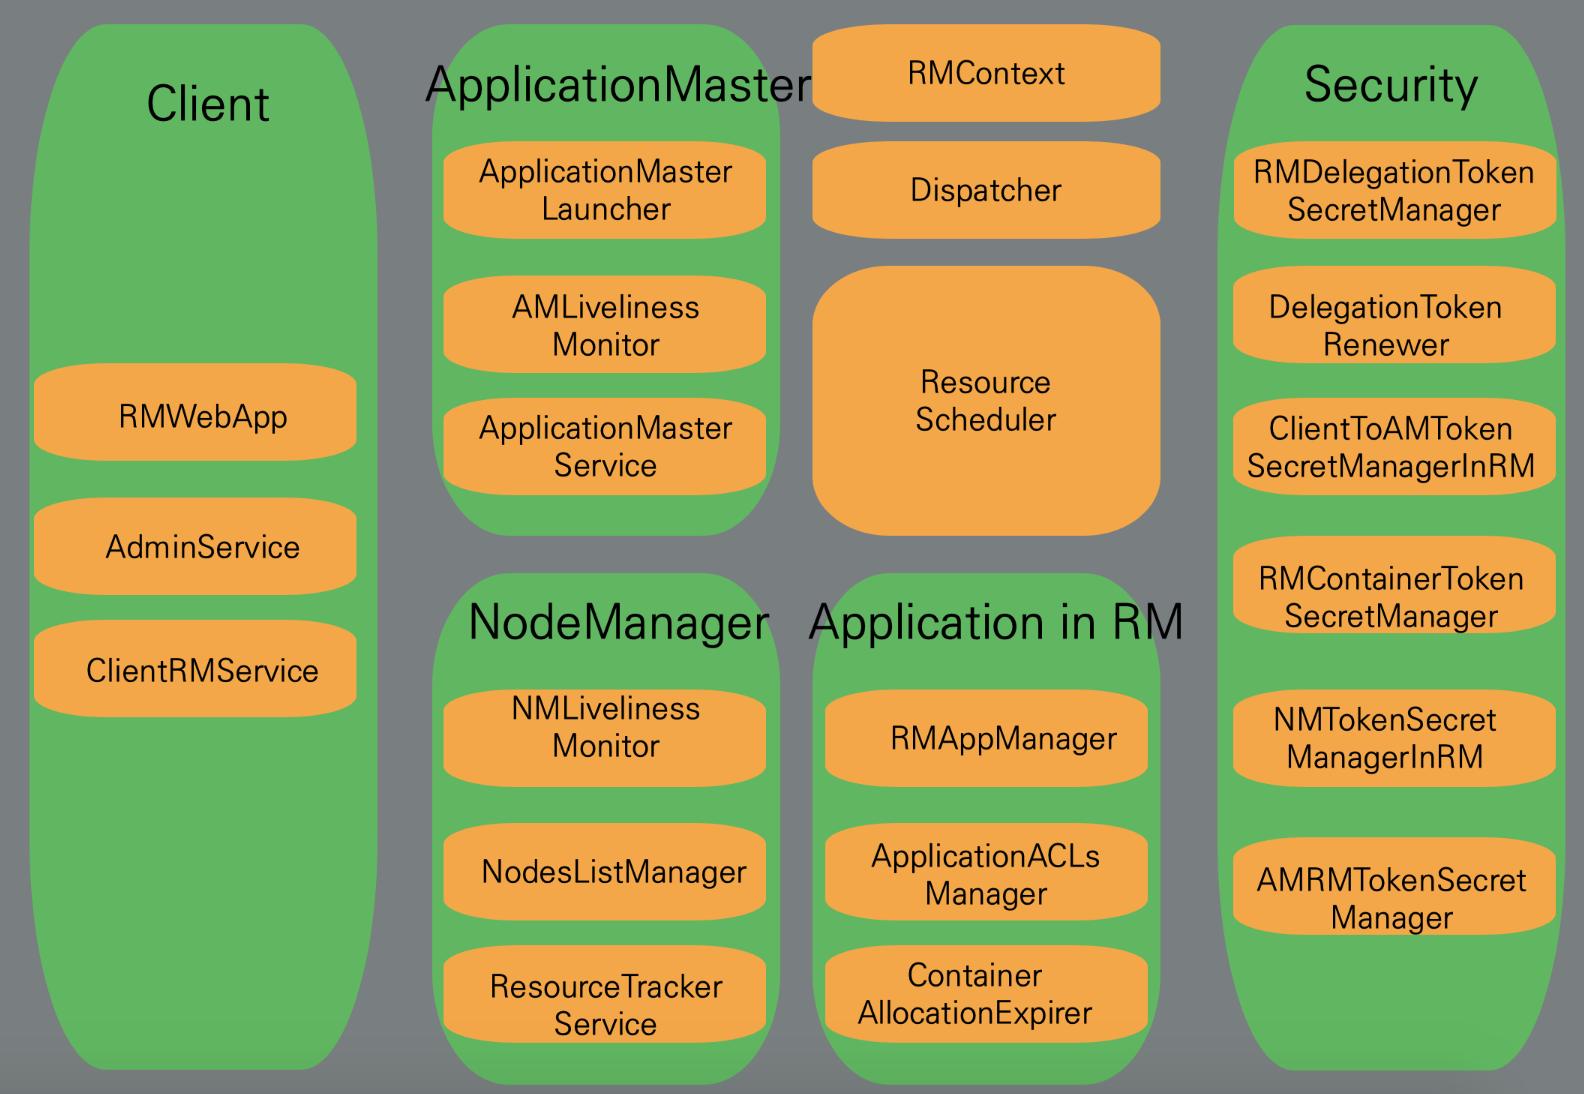 Client
RMWebApp
AdminService
ClientRMService
ApplicationMaster
ApplicationMaster
Launcher
AMLiveliness
Monitor
ApplicationMaster
Service
RMContext
Dispatcher
Resource
Scheduler
NodeManager
NMLiveliness
Monitor
NodesListManager
ResourceTracker
Service
Application in RM
RMAppManager
ApplicationACLs
Manager
Container
AllocationExpirer
Security
RMDelegationToken
SecretManager
DelegationToken
Renewer
ClientToAMToken
SecretManagerInRM
RMContainerToken
SecretManager
NMTokenSecret
ManagerInRM
AMRMTokenSecret
Manager